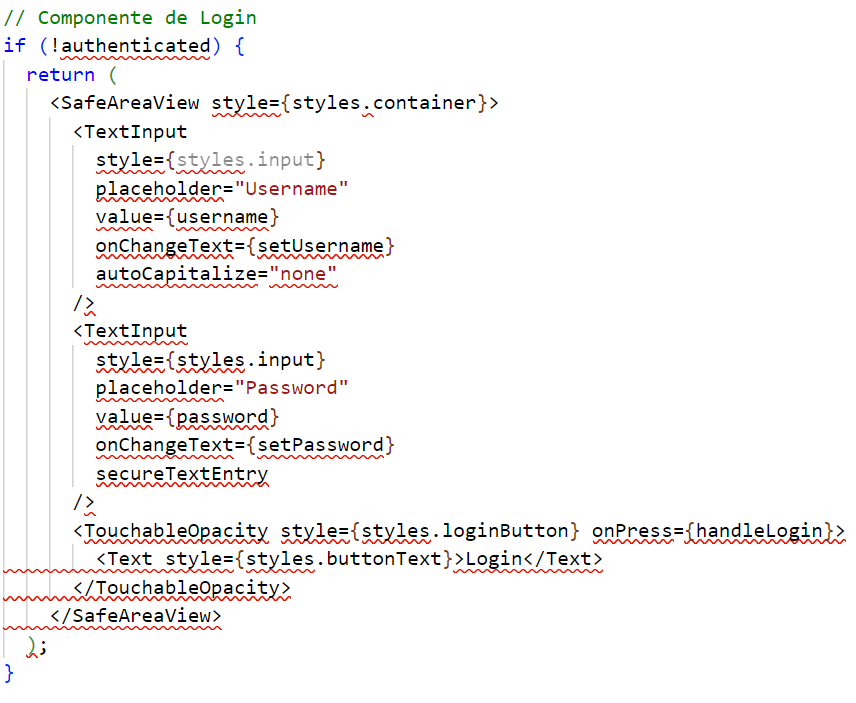 // Componente de Login
if (!authenticated) {
return (
<SafeAreaView style={styles.container}>
<TextInput
style={styles.input}
placeholder="Username"
value={username}
onChangeText={setUsername}
autoCapitalize="none"
/>
<TextInput
style={styles.input}
placeholder="Password"
value={password}
onChangeText={setPassword}
secureTextEntry
/>
<TouchableOpacity style={styles.loginButton} onPress={handleLogin}>
<Text style={styles.buttonText}>Login</Text>
</TouchableOpacity>
</SafeAreaView>
);
}